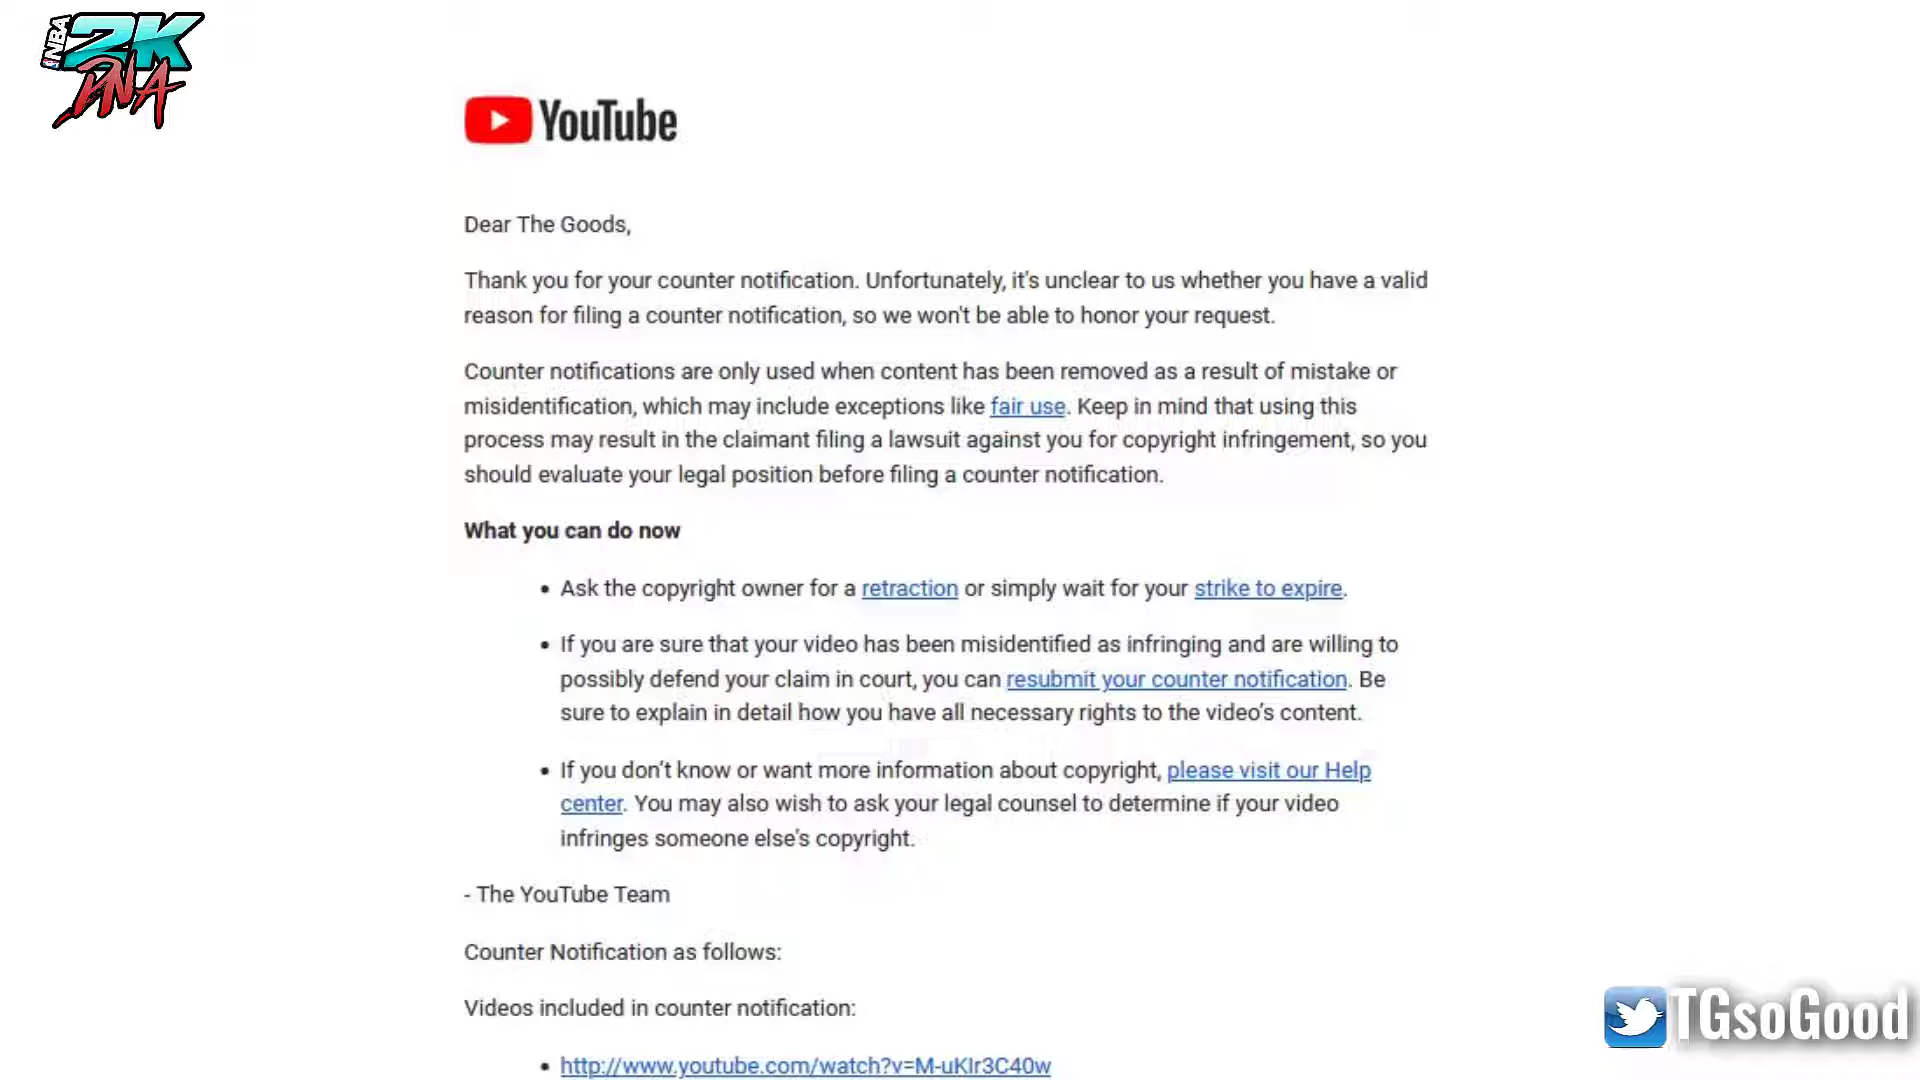 NBA
2K
DNA
YouTube
Dear The Goods,
Thank you for your counter notification. Unfortunately, it's unclear to us whether you have a valid
reason for filing a counter notification, so we won't be able to honor your request.
Counter notifications are only used when content has been removed as a result of mistake or
misidentification, which may include exceptions like fair use. Keep in mind that using this
process may result in the claimant filing a lawsuit against you for copyright infringement, so you
should evaluate your legal position before filing a counter notification.
What you can do now
• Ask the copyright owner for a retraction or simply wait for your strike to expire.
• If you are sure that your video has been misidentified as infringing and are willing to
possibly defend your claim in court, you can resubmit your counter notification. Be
sure to explain in detail how you have all necessary rights to the video’s content.
• If you don’t know or want more information about copyright, please visit our Help
center. You may also wish to ask your legal counsel to determine if your video
infringes someone else's copyright.
- The YouTube Team
Counter Notification as follows:
Videos included in counter notification:
• http://www.youtube.com/watch?v=M-uKIr3C40w
TGsoGood